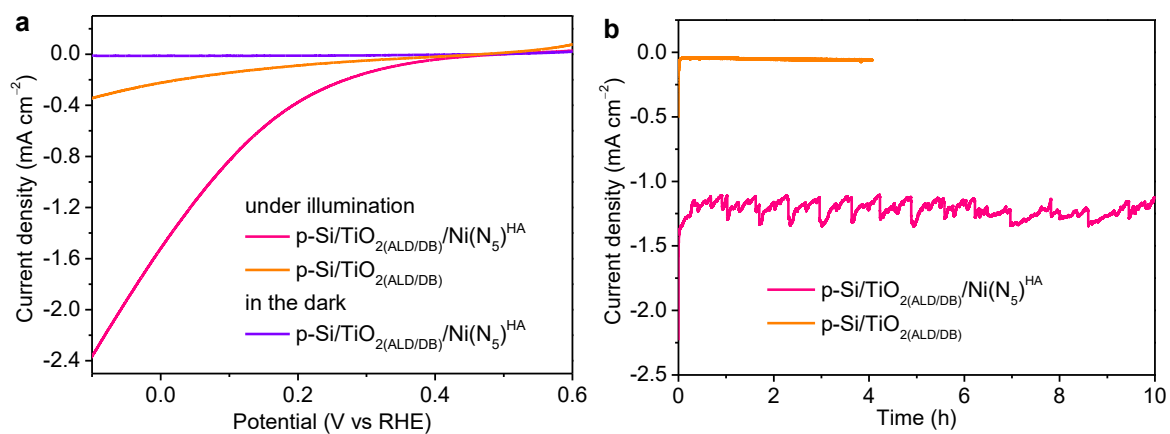 a
Current density (mA cm⁻²)
0.0
-0.4
-0.8
-1.2
-1.6
-2.0
-2.4
under illumination
p-Si/TiO₂₍ALD/DB₎/Ni(N₅)ᴴᴬ
p-Si/TiO₂₍ALD/DB₎
in the dark
p-Si/TiO₂₍ALD/DB₎/Ni(N₅)ᴴᴬ
0.0 0.2 0.4 0.6
Potential (V vs RHE)
b
Current density (mA cm⁻²)
0.0
-0.5
-1.0
-1.5
-2.0
-2.5
p-Si/TiO₂₍ALD/DB₎/Ni(N₅)ᴴᴬ
p-Si/TiO₂₍ALD/DB₎
0 2 4 6 8 10
Time (h)